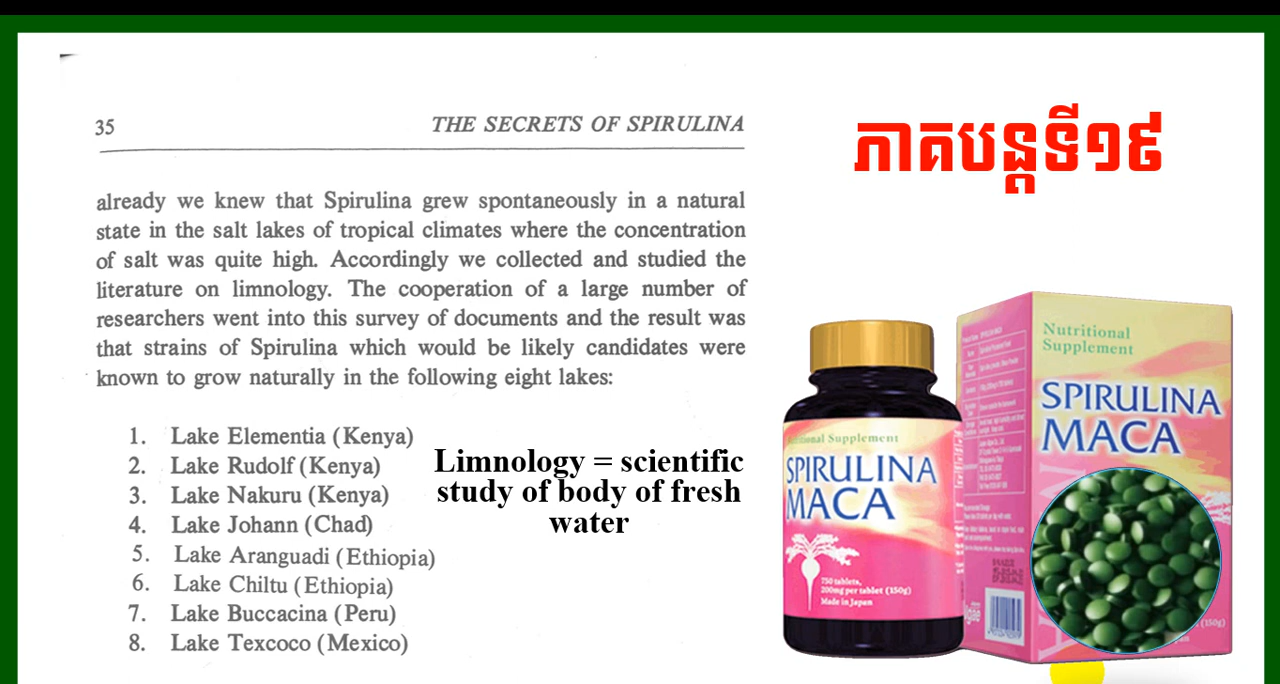 35
THE SECRETS OF SPIRULINA
already we knew that Spirulina grew spontaneously in a natural
state in the salt lakes of tropical climates where the concentration
of salt was quite high. Accordingly we collected and studied the
literature on limnology. The cooperation of a large number of
researchers went into this survey of documents and the result was
that strains of Spirulina which would be likely candidates were
known to grow naturally in the following eight lakes:
1. Lake Elementia (Kenya)
2. Lake Rudolf (Kenya)
3. Lake Nakuru (Kenya)
4. Lake Johann (Chad)
5. Lake Aranguadi (Ethiopia)
6. Lake Chiltu (Ethiopia)
7. Lake Buccacina (Peru)
8. Lake Texcoco (Mexico)
Limnology = scientific
study of body of fresh
water
ភាគបន្តទី១៩
Nutritional Supplement
SPIRULINA
MACA
750 tablets,
200mg per tablet (150g)
Made in Japan
Nutritional
Supplement
SPIRULINA
MACA
(150g)